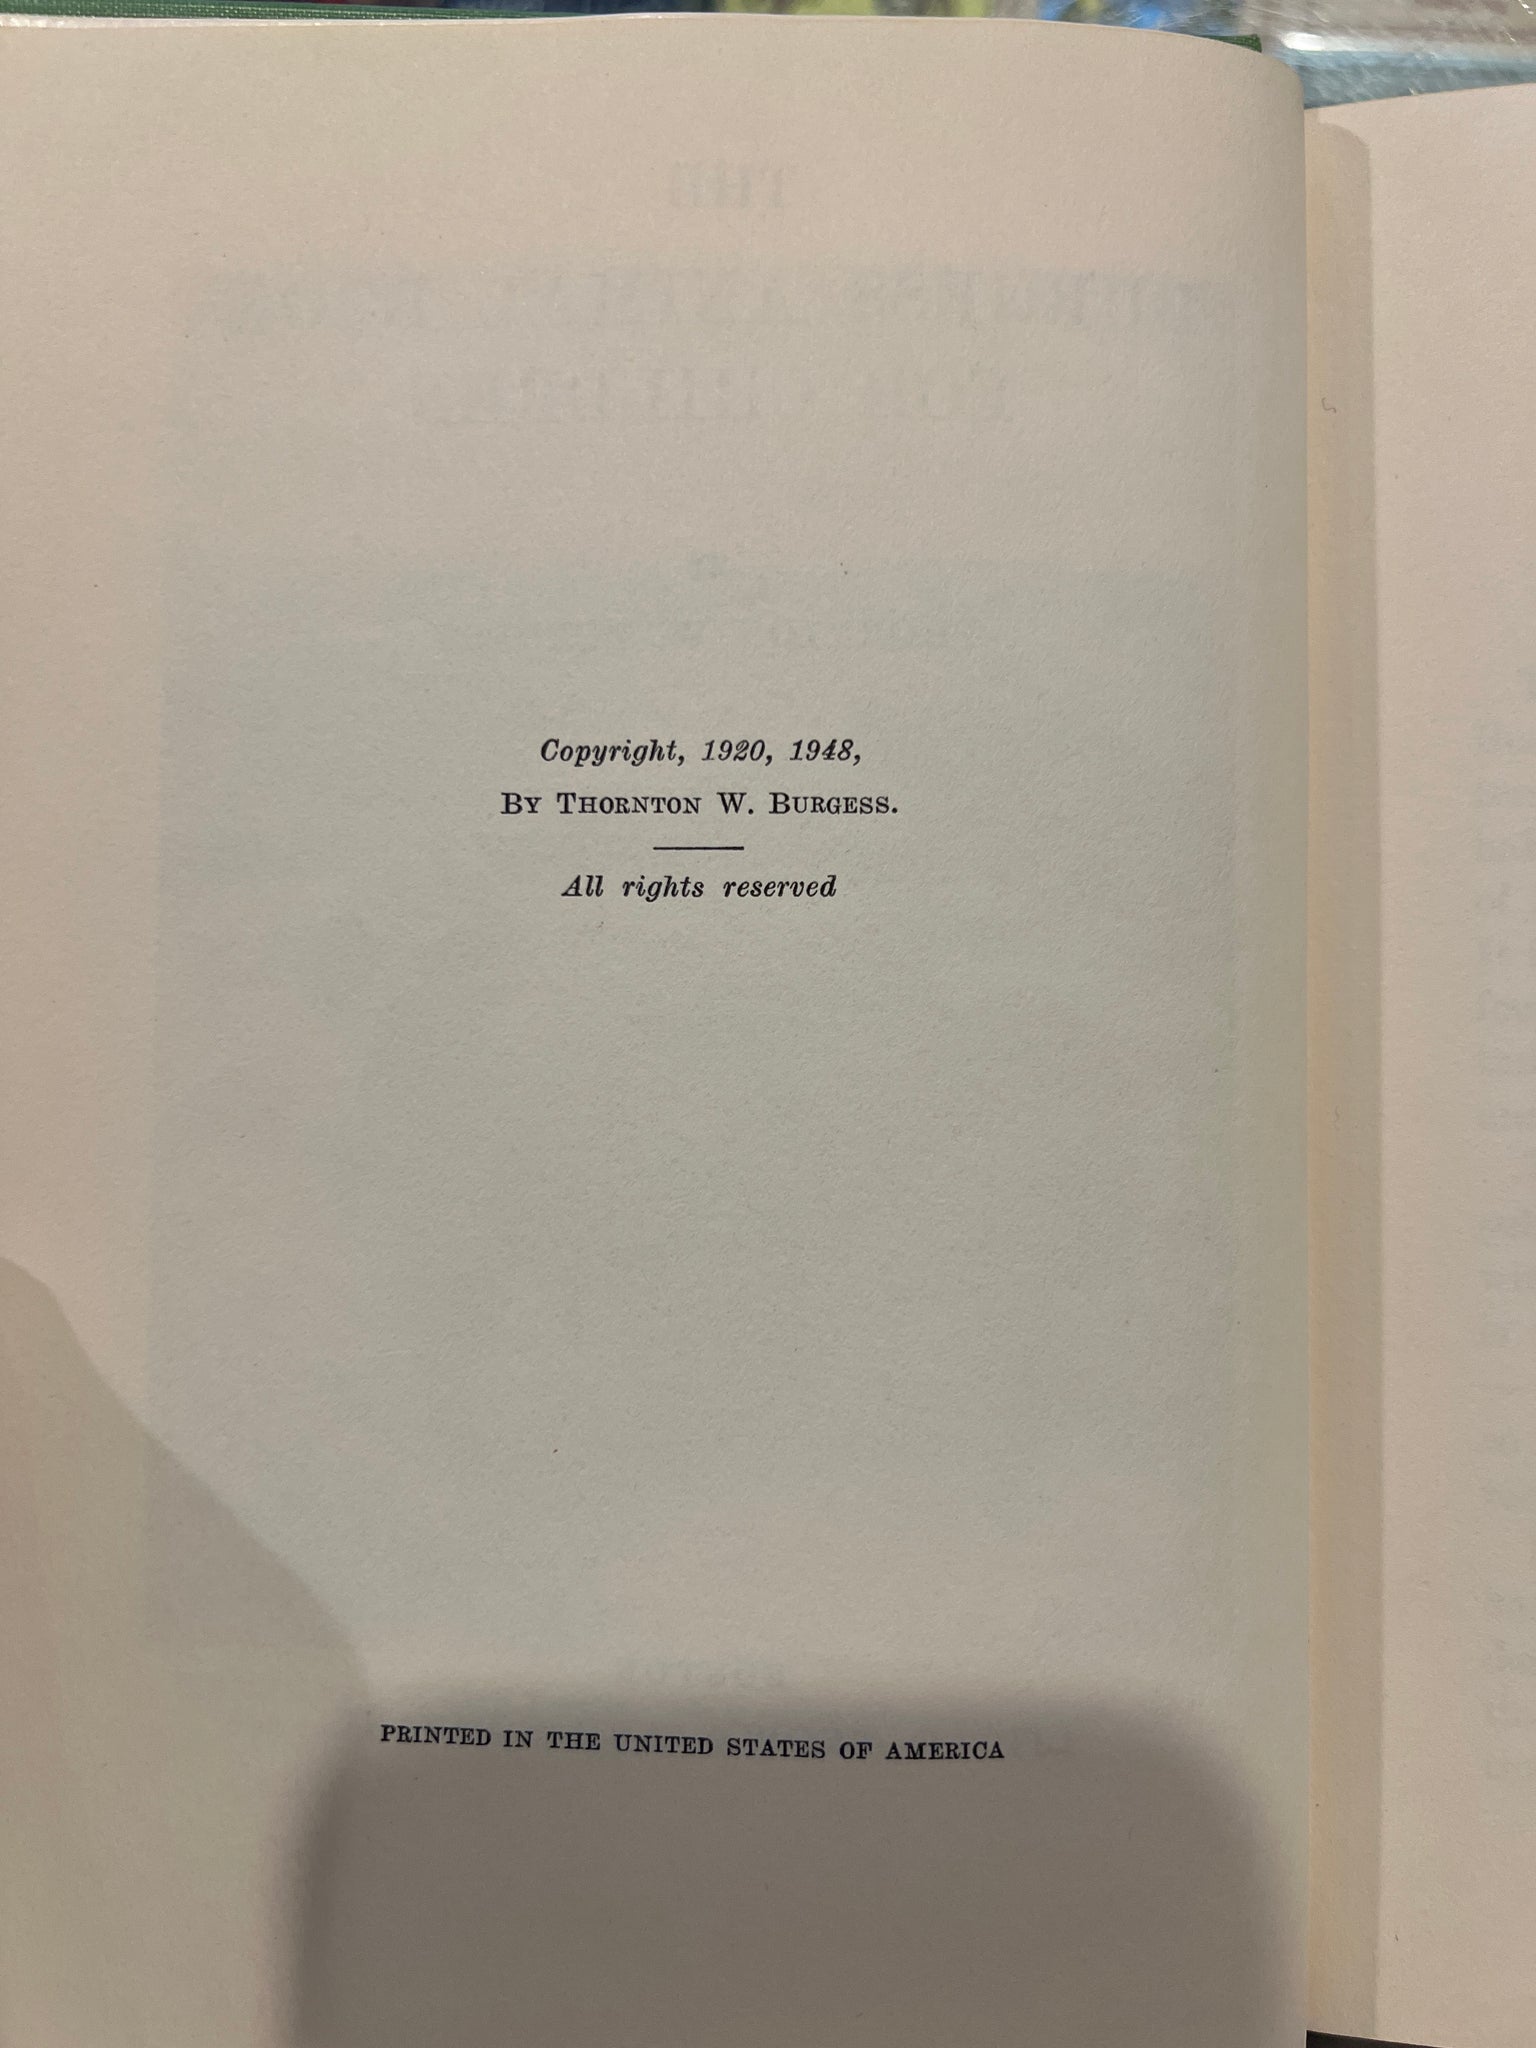 Copyright, 1920, 1948,
BY THORNTON W. BURGESS.
All rights reserved
PRINTED IN THE UNITED STATES OF AMERICA